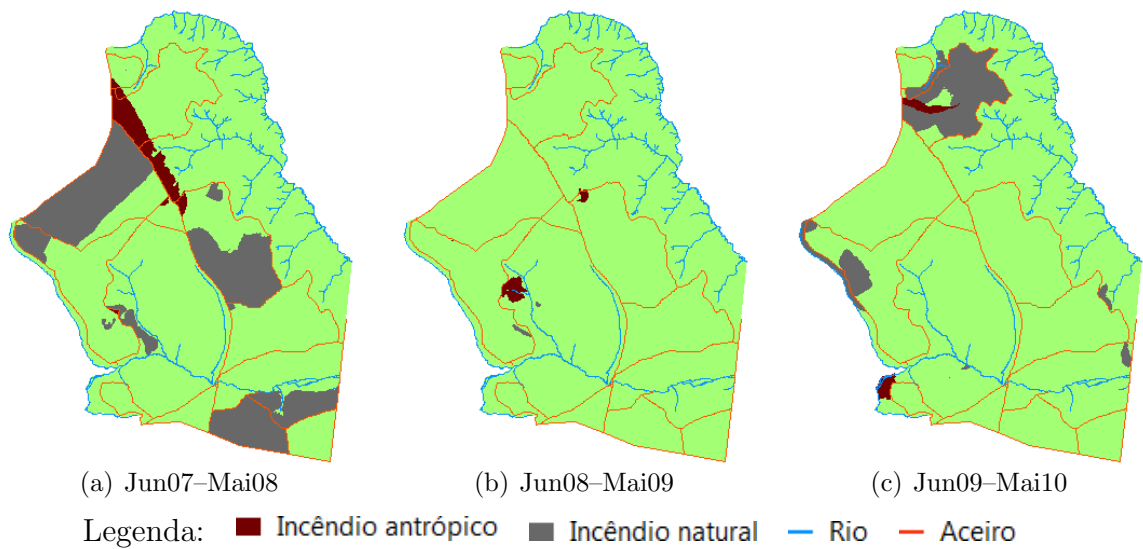 (a) Jun07–Mai08
(b) Jun08–Mai09
(c) Jun09–Mai10
Legenda: Incêndio antrópico Incêndio natural Rio Aceiro